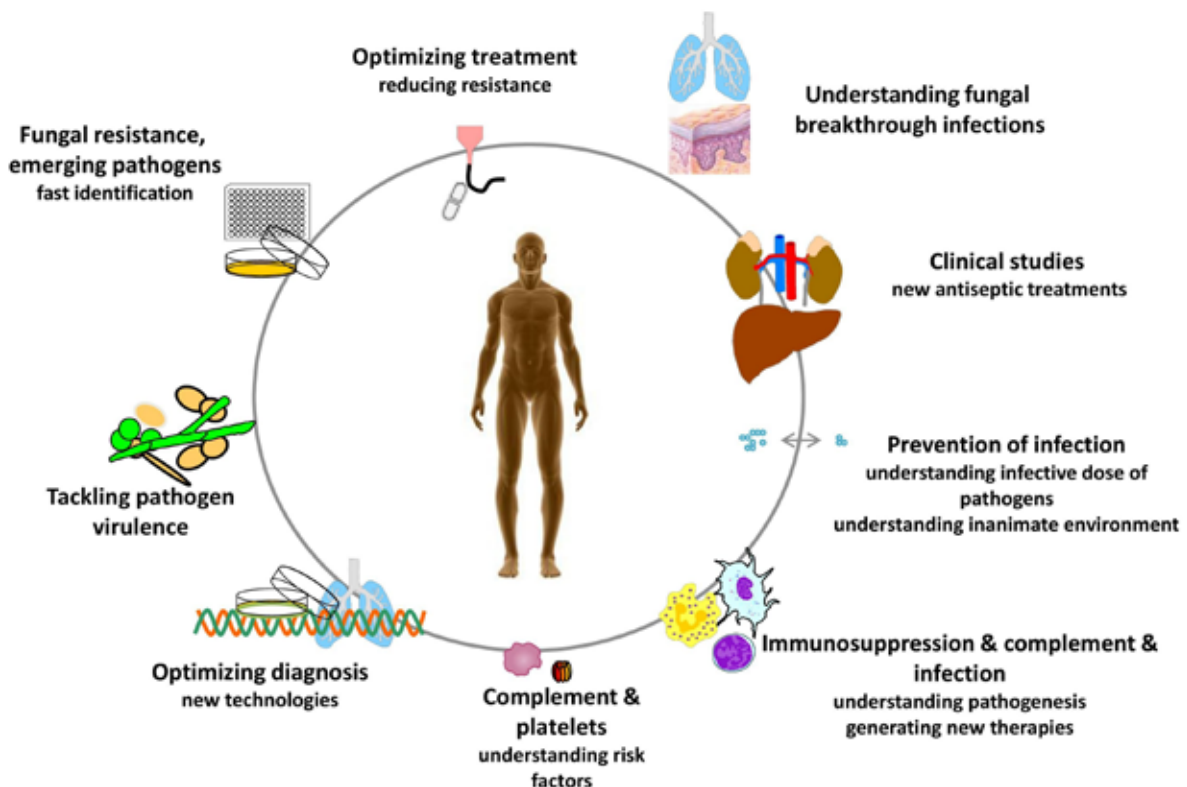 Optimizing treatment
reducing resistance
Understanding fungal
breakthrough infections
Fungal resistance,
emerging pathogens
fast identification
Clinical studies
new antiseptic treatments
Prevention of infection
understanding infective dose of
pathogens
understanding inanimate environment
Tackling pathogen
virulence
Immunosuppression & complement &
infection
understanding pathogenesis
generating new therapies
Optimizing diagnosis
new technologies
Complement &
platelets
understanding risk
factors